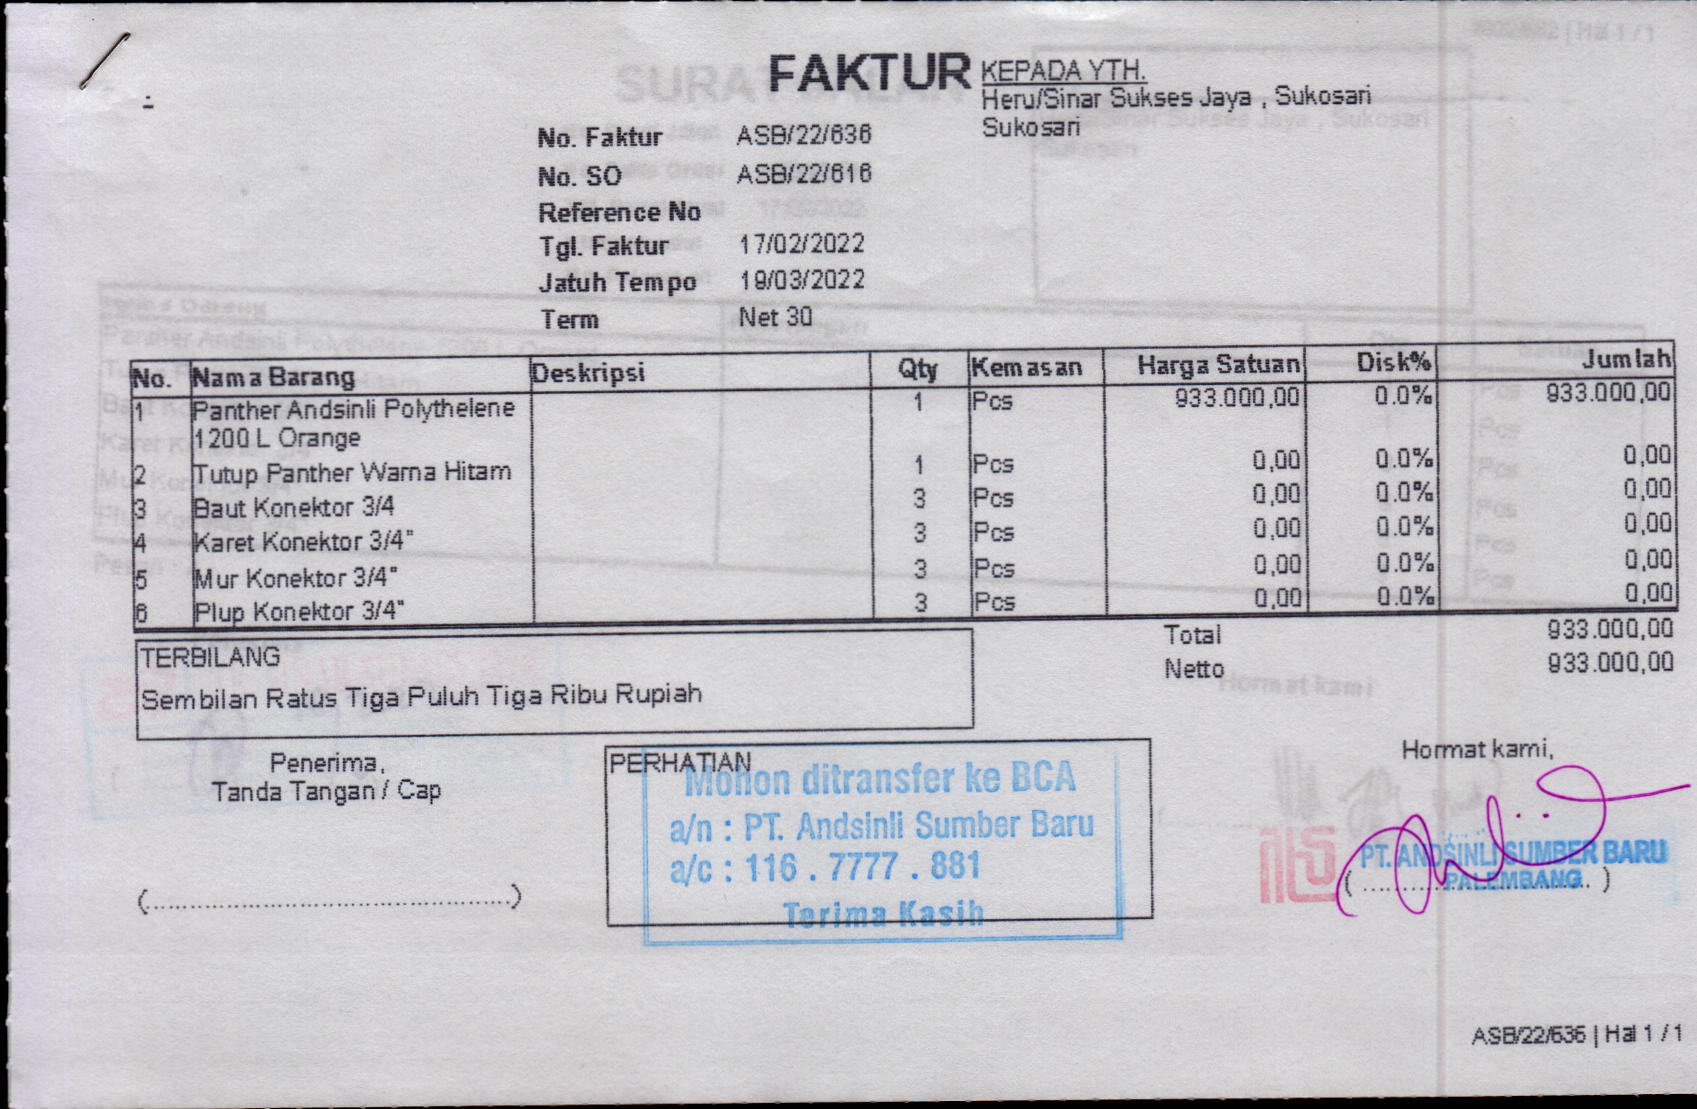 FAKTUR
KEPADA YTH.
Heru/Sinar Sukses Jaya , Sukosari
Sukosari
No. Faktur ASB/22/636
No. SO ASB/22/616
Reference No
Tgl. Faktur 17/02/2022
Jatuh Tempo 19/03/2022
Term Net 30
No. Nama Barang Deskripsi Qty Kemasan Harga Satuan Disk% Jumlah
1 Panther Andsinli Polythelene 1 Pcs 933.000,00 0.0% 933.000,00
1200 L Orange
2 Tutup Panther Warna Hitam 1 Pcs 0,00 0.0% 0,00
3 Baut Konektor 3/4 3 Pcs 0,00 0.0% 0,00
4 Karet Konektor 3/4" 3 Pcs 0,00 0.0% 0,00
5 Mur Konektor 3/4" 3 Pcs 0,00 0.0% 0,00
6 Plup Konektor 3/4" 3 Pcs 0,00 0.0% 0,00
Total 933.000,00
Netto 933.000,00
TERBILANG
Sembilan Ratus Tiga Puluh Tiga Ribu Rupiah
Penerima,
Tanda Tangan / Cap
(............................................)
PERHATIAN
Mohon ditransfer ke BCA
a/n : PT. Andsinli Sumber Baru
a/c : 116 . 7777 . 881
Terima Kasih
Hormat kami,
PT. ANDSINLI SUMBER BARU
PALEMBANG
ASB/22/636 | Hal 1 / 1